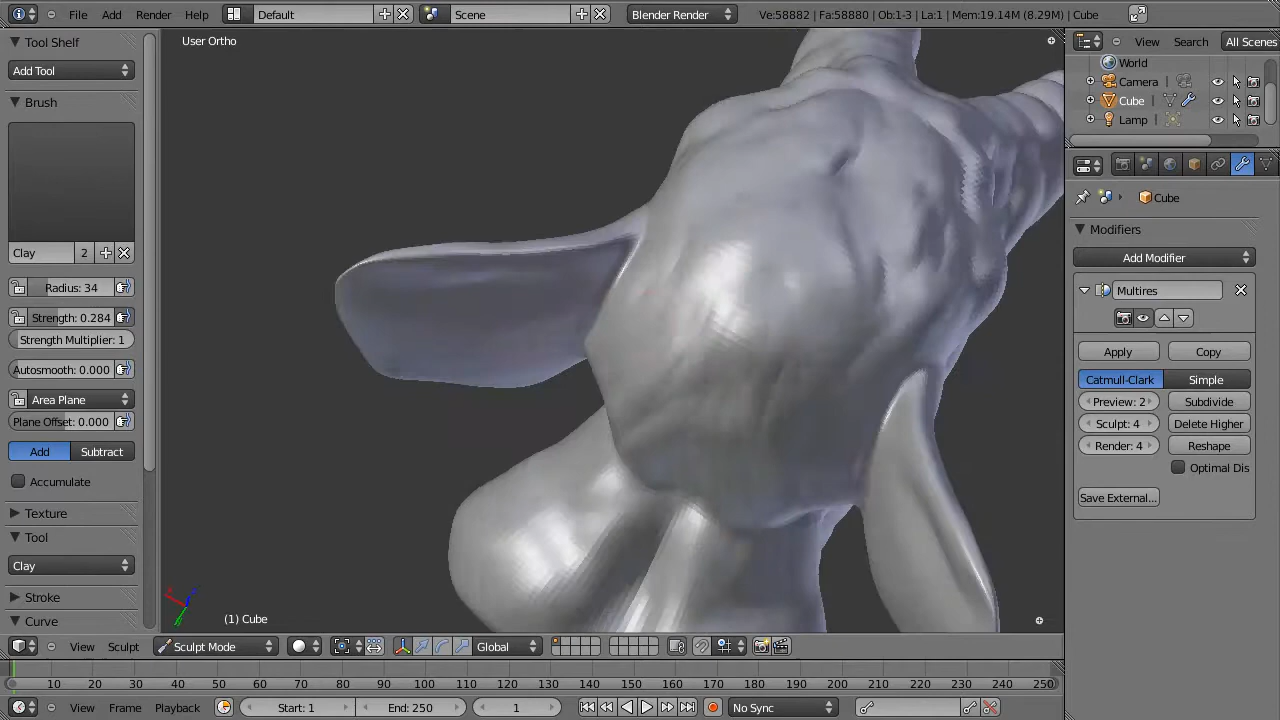 File Add Render Help Default Scene Blender Render Ve:58882 | Fa:58880 | Ob:1-3 | La:1 | Mem:19.14M (8.29M) | Cube
Tool Shelf
Add Tool
Brush
Clay 2
Radius: 34
Strength: 0.284
Strength Multiplier: 1
Autosmooth: 0.000
Area Plane
Plane Offset: 0.000
Add Subtract
Accumulate
Texture
Tool
Clay
Stroke
Curve
User Ortho
(1) Cube
View Search All Scenes
World
Camera
Cube
Lamp
Cube
Modifiers
Add Modifier
Multires
Apply Copy
Catmull-Clark Simple
Preview: 2 Subdivide
Sculpt: 4 Delete Higher
Render: 4 Reshape
Optimal Dis
Save External...
View Sculpt Sculpt Mode Global
10 20 30 40 50 60 70 80 90 100 110 120 130 140 150 160 170 180 190 200 210 220 230 240 250
View Frame Playback Start: 1 End: 250 1 No Sync